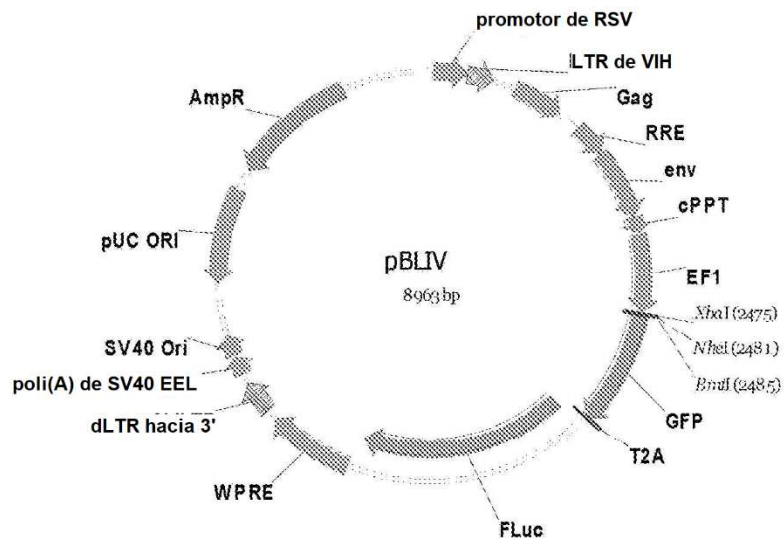 promotor de RSV
LTR de VIH
Gag
RRE
env
cPPT
EF1
XbaI (2475)
NheI (2481)
BmtI (2485)
GFP
T2A
FLuc
WPRE
dLTR hacia 3'
poli(A) de SV40 EEL
SV40 Ori
pUC ORI
AmpR
pBLIV
8963 bp